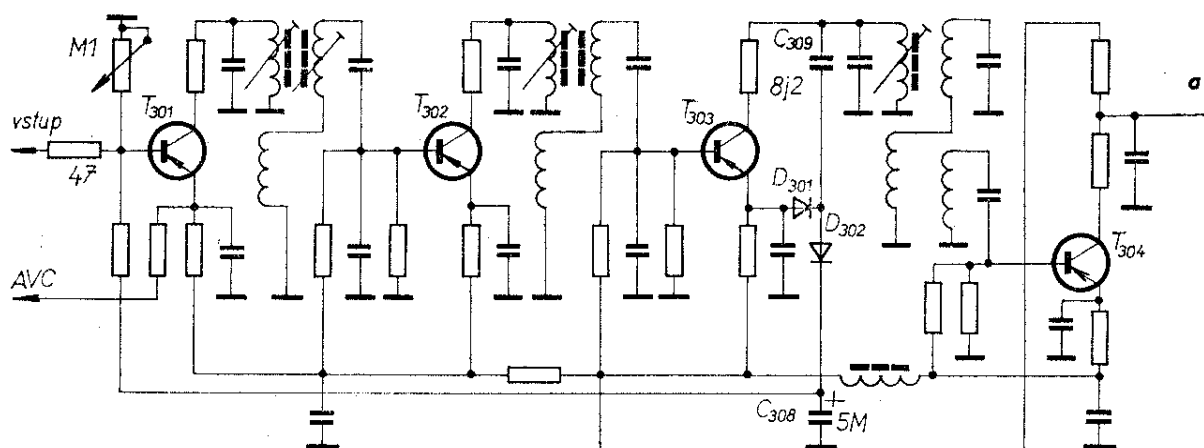 M1
C309
8j2
a
T301
T302
T303
vstup
47
D301
D302
T304
AVC
C308
+
5M